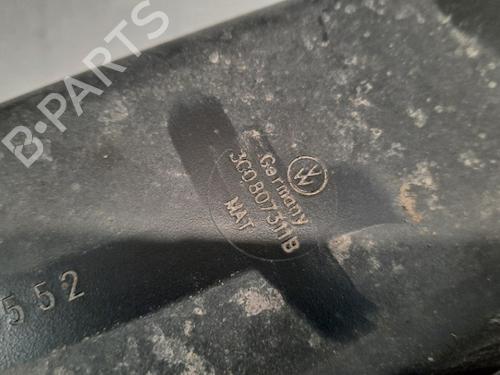 B-PARTS
Germany
3C0 807 311 B
MAT
552